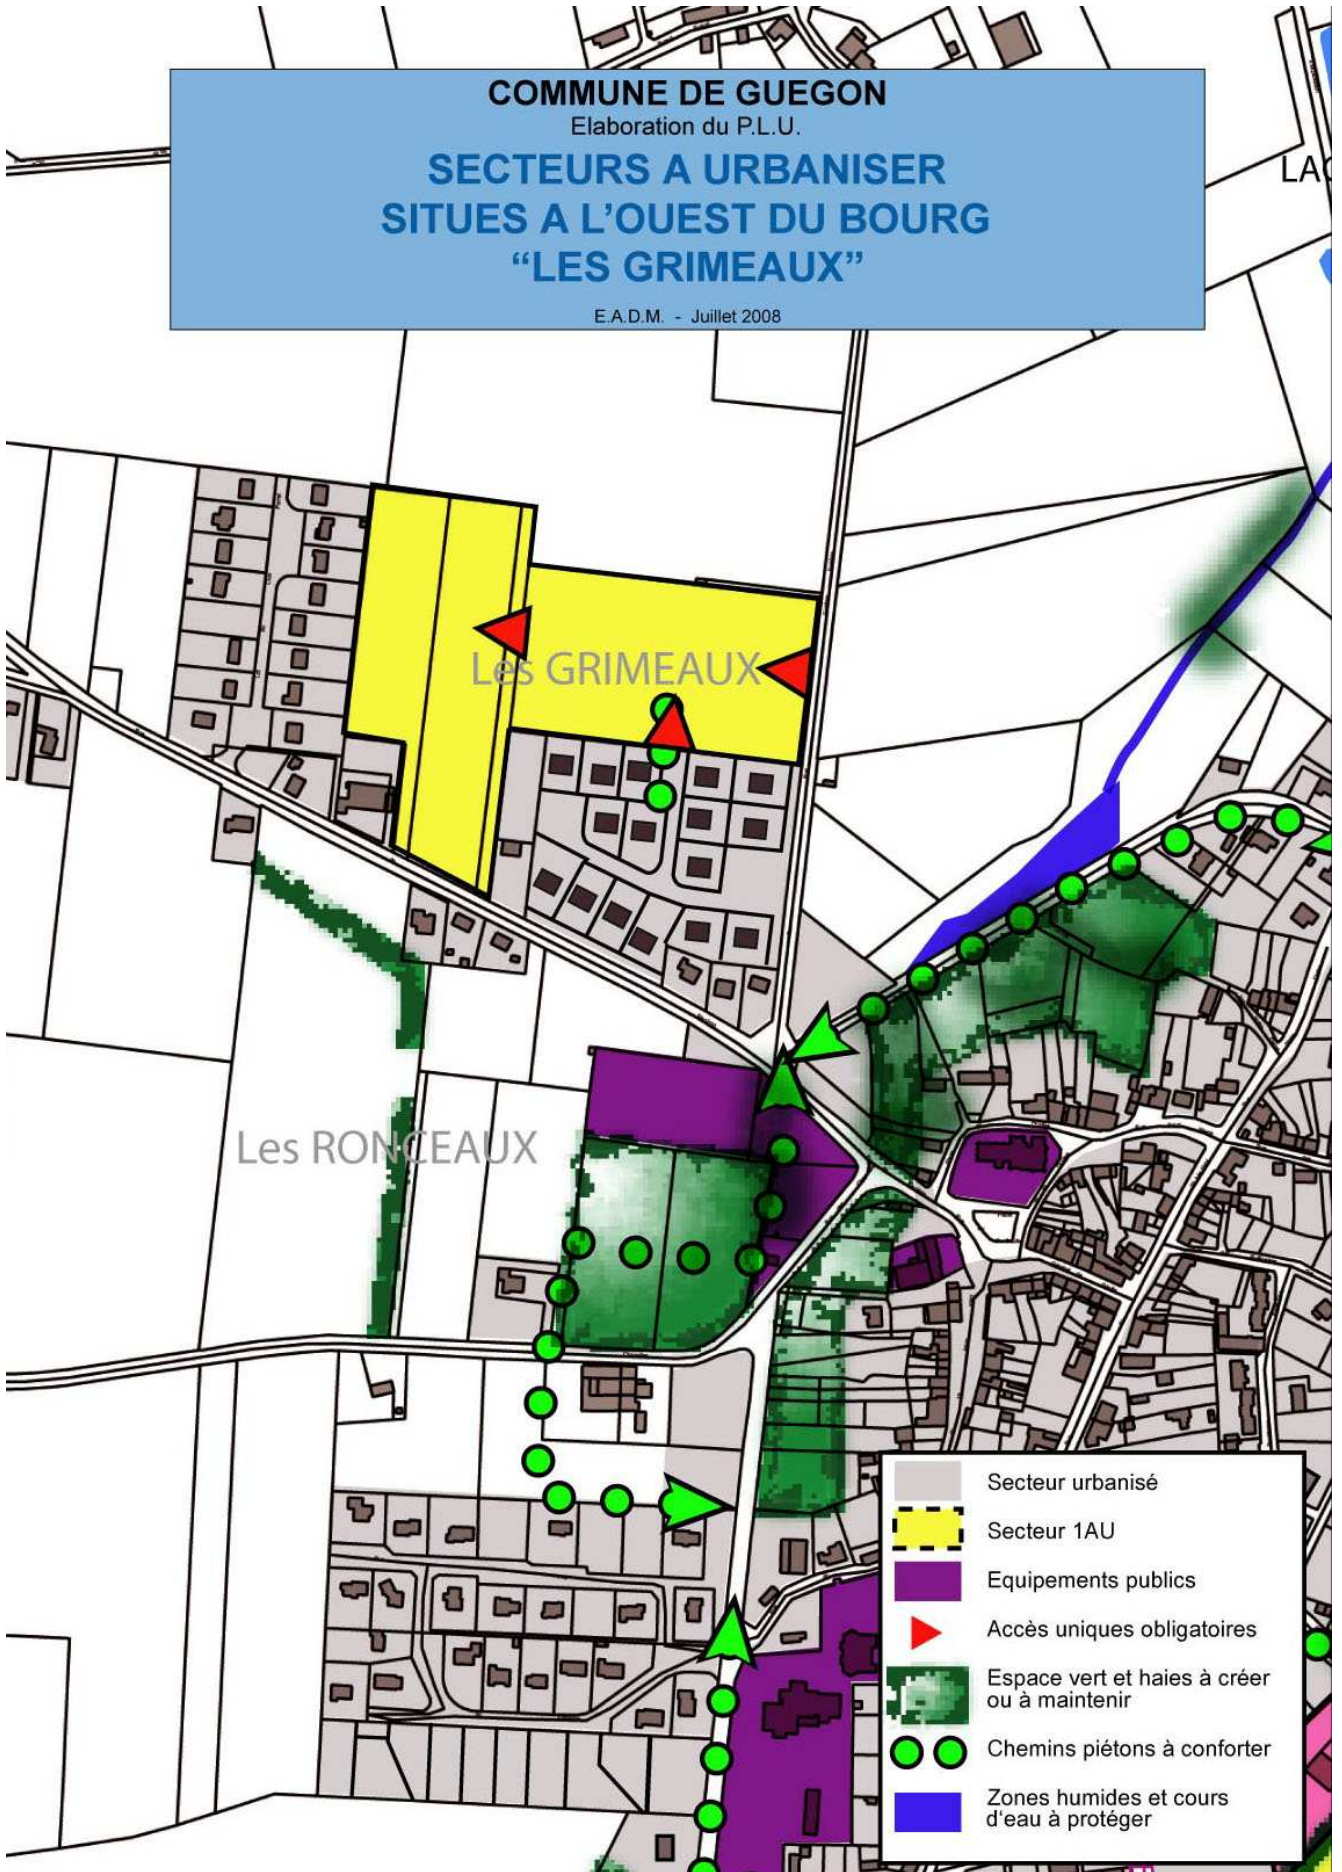 COMMUNE DE GUEGON
Elaboration du P.L.U.
SECTEURS A URBANISER
SITUES A L'OUEST DU BOURG
“LES GRIMEAUX”
E.A.D.M. - Juillet 2008
LAC
Les GRIMEAUX
Les RONCEAUX
Secteur urbanisé
Secteur 1AU
Equipements publics
Accès uniques obligatoires
Espace vert et haies à créer
ou à maintenir
Chemins piétons à conforter
Zones humides et cours
d'eau à protéger